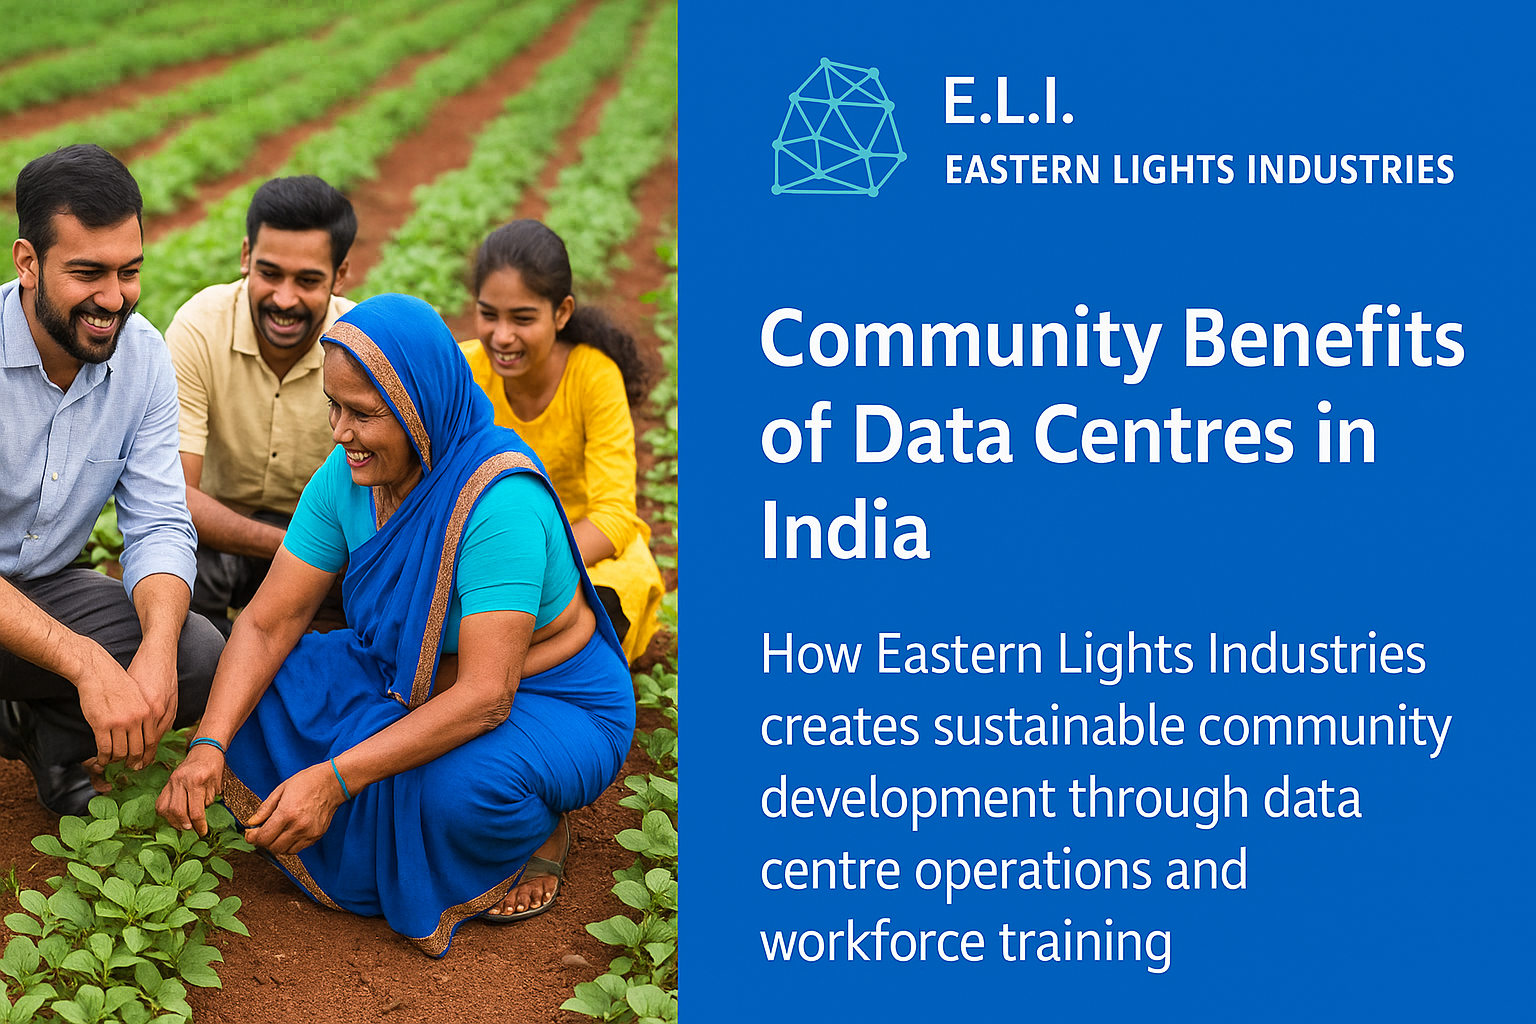 E.L.I.
EASTERN LIGHTS INDUSTRIES
Community Benefits
of Data Centres in
India
How Eastern Lights Industries
creates sustainable community
development through data
centre operations and
workforce training